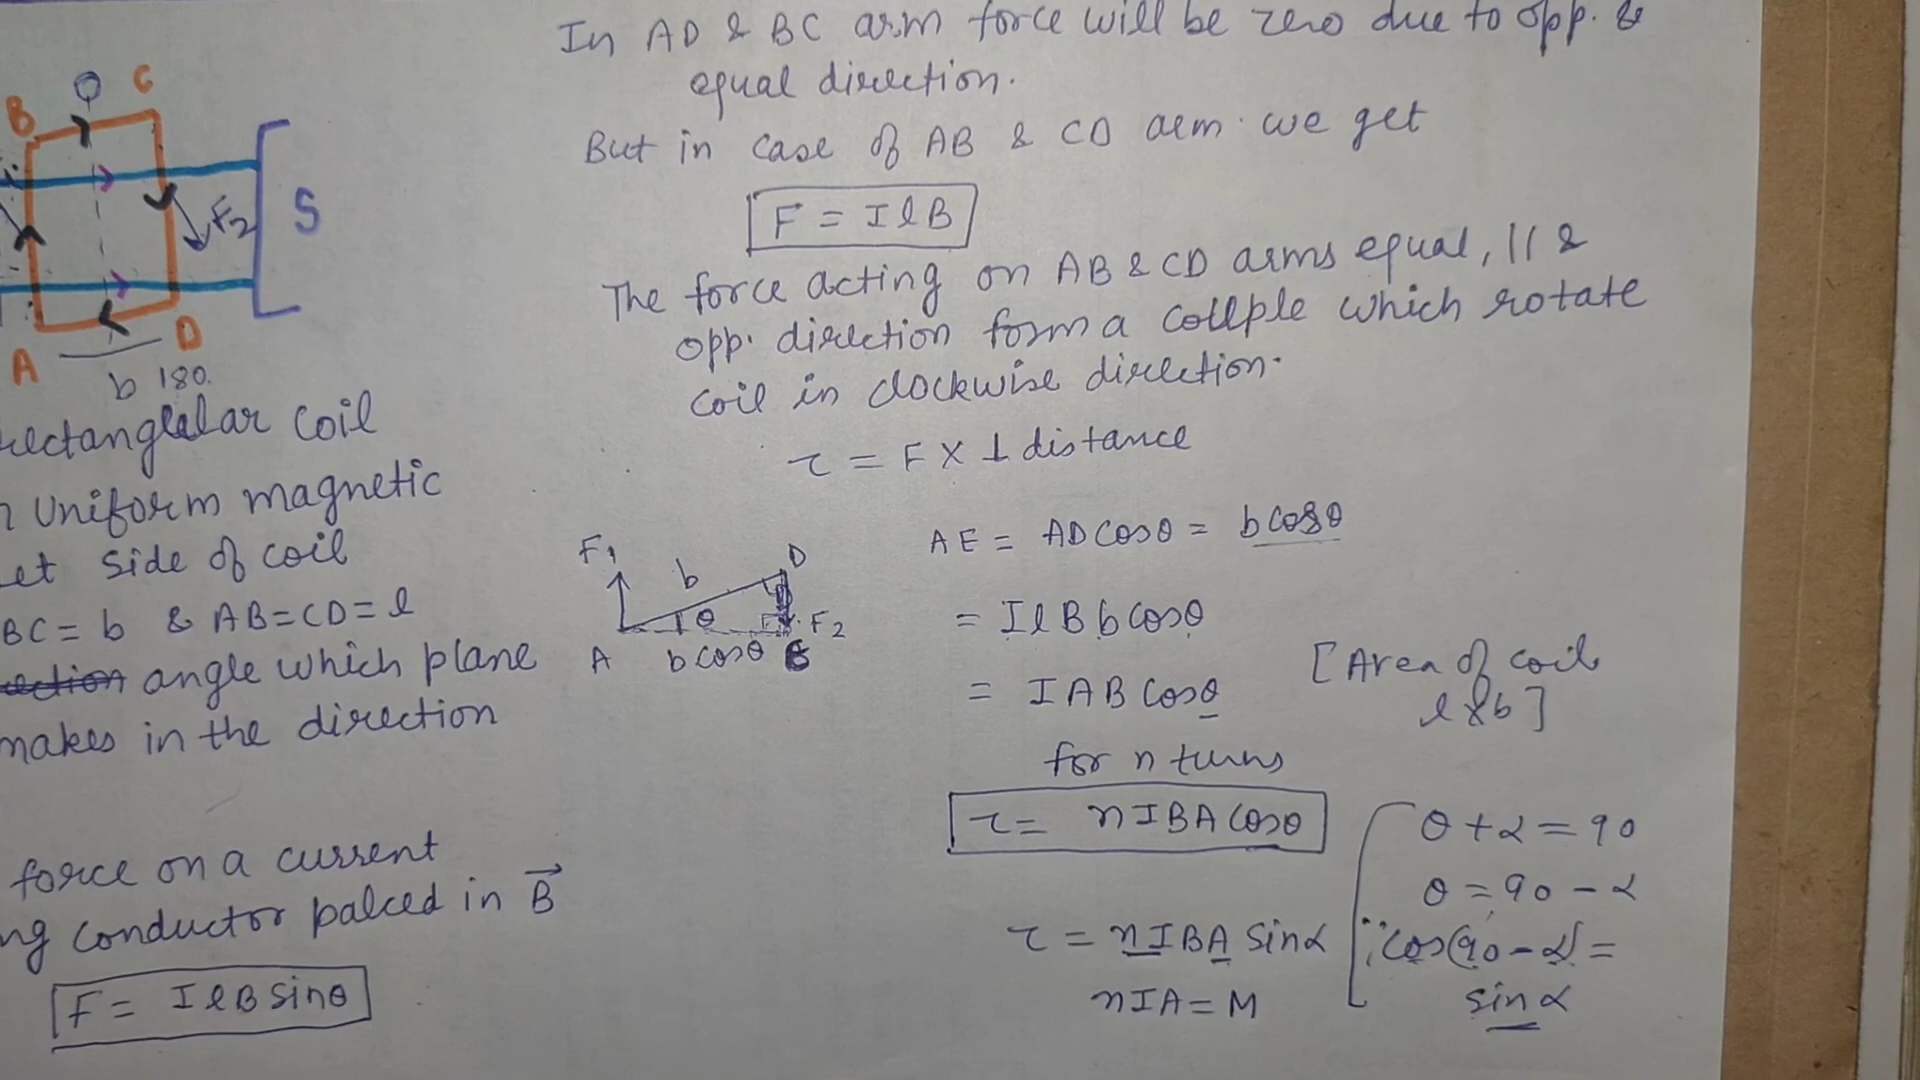 In AD & BC arm force will be zero due to opp. &
equal direction.
But in case of AB & CD arm we get
F = IlB
The force acting on AB & CD arms equal, || &
opp. direction form a couple which rotate
coil in clockwise direction.
τ = F × ⊥ distance
AE = AD cosθ = b cosθ
= IlB b cosθ
= IAB cosθ
[Area of coil
l×b]
for n turns
τ = nIBA cosθ
τ = nIBA sinα
nIA = M
θ + α = 90
θ = 90 - α
∵ cos(90-α) =
sinα
F1
b
D
θ
F2
A
b cosθ
E
B
C
F2
S
A
D
b
180.
rectangular coil
uniform magnetic
Let side of coil
BC = b & AB = CD = l
angle which plane
makes in the direction
force on a current
conductor palced in B⃗
F = IlB sinθ